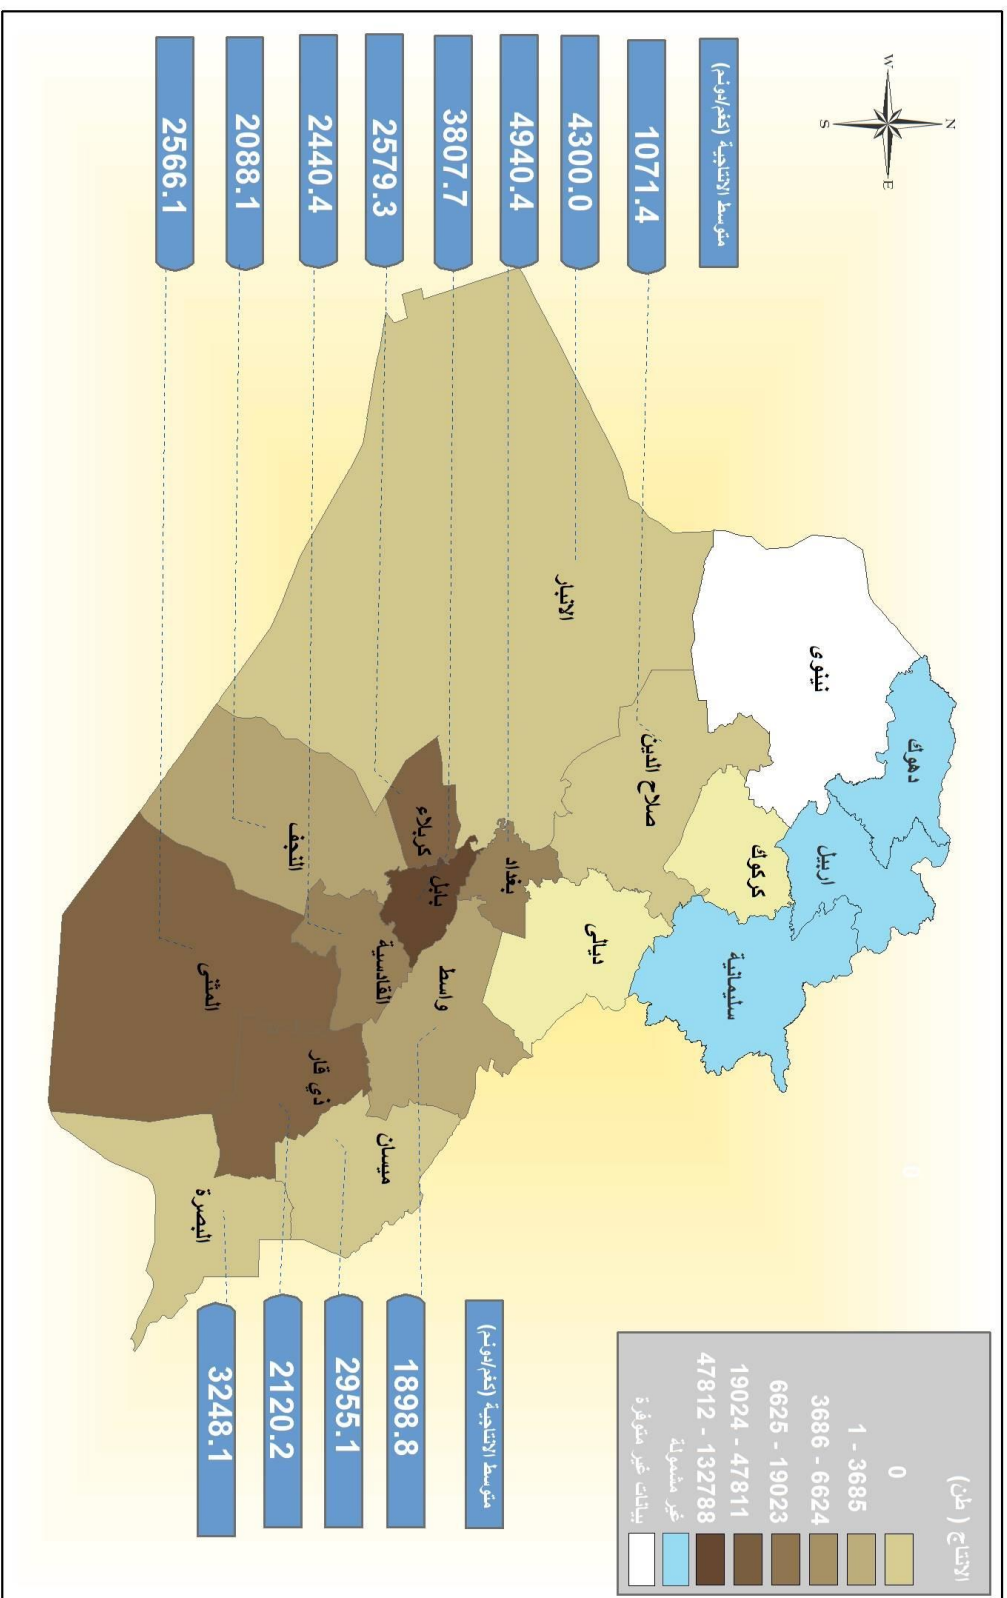 N
W
E
S
متوسط الانتاجية (كغم/دونم)
1071.4
4300.0
4940.4
3807.7
2579.3
2440.4
2088.1
2566.1
دهوك
نينوى
اربيل
كركوك
سليمانية
صلاح الدين
الانبار
ديالى
بغداد
كربلاء
بابل
واسط
النجف
القادسية
المثنى
ذي قار
ميسان
البصرة
0
متوسط الانتاجية (كغم/دونم)
1898.8
2955.1
2120.2
3248.1
الانتاج ( طن)
0
1 - 3685
3686 - 6624
6625 - 19023
19024 - 47811
47812 - 132788
غير مشمولة
بيانات غير متوفرة